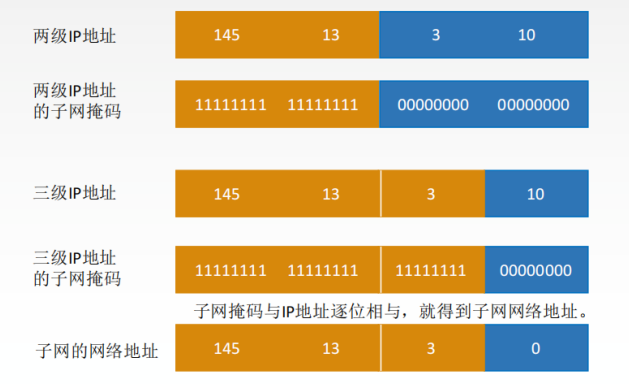 两级IP地址 145 13 3 10
两级IP地址
的子网掩码 11111111 11111111 00000000 00000000
三级IP地址 145 13 3 10
三级IP地址
的子网掩码 11111111 11111111 11111111 00000000
子网掩码与IP地址逐位相与，就得到子网网络地址。
子网的网络地址 145 13 3 0